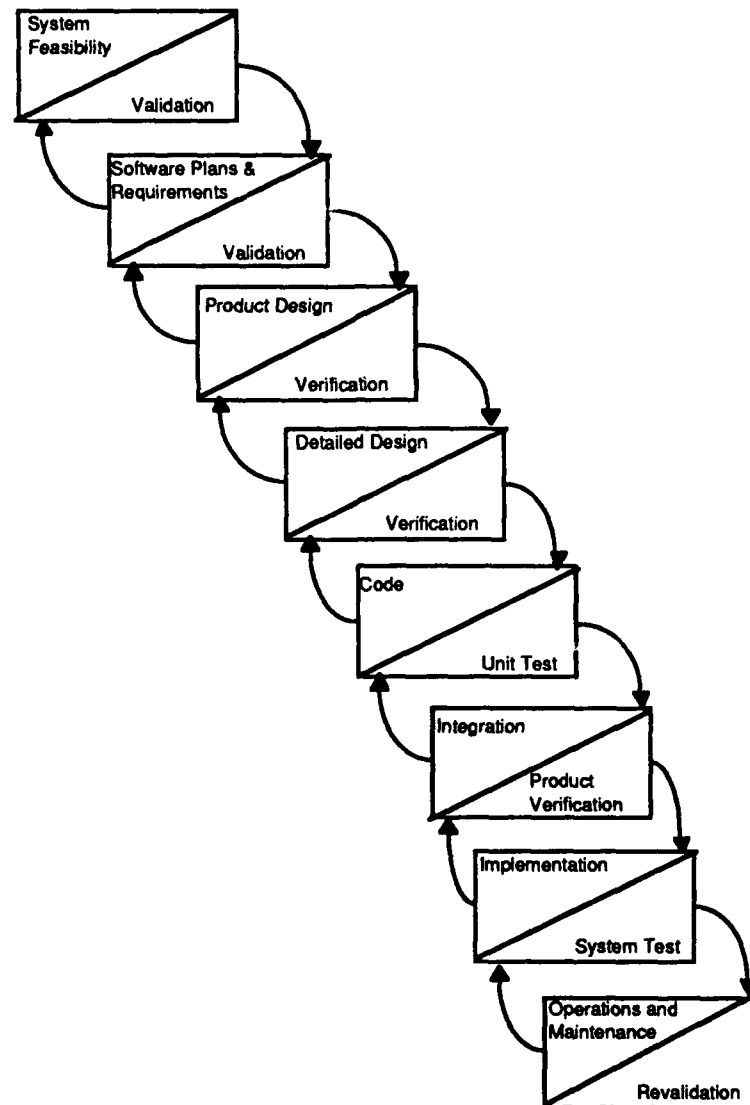 System
Feasibility
Validation
Software Plans &
Requirements
Validation
Product Design
Verification
Detailed Design
Verification
Code
Unit Test
Integration
Product
Verification
Implementation
System Test
Operations and
Maintenance
Revalidation